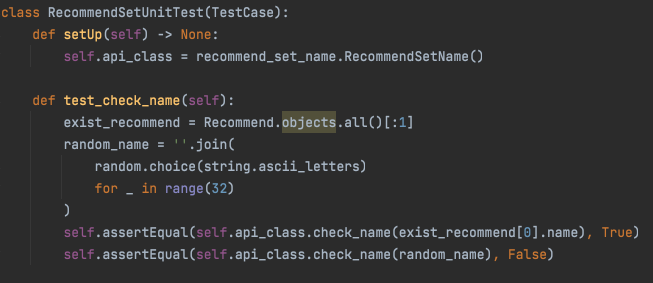 class RecommendSetUnitTest(TestCase):
    def setUp(self) -> None:
        self.api_class = recommend_set_name.RecommendSetName()

    def test_check_name(self):
        exist_recommend = Recommend.objects.all()[:1]
        random_name = ''.join(
            random.choice(string.ascii_letters)
            for _ in range(32)
        )
        self.assertEqual(self.api_class.check_name(exist_recommend[0].name), True)
        self.assertEqual(self.api_class.check_name(random_name), False)